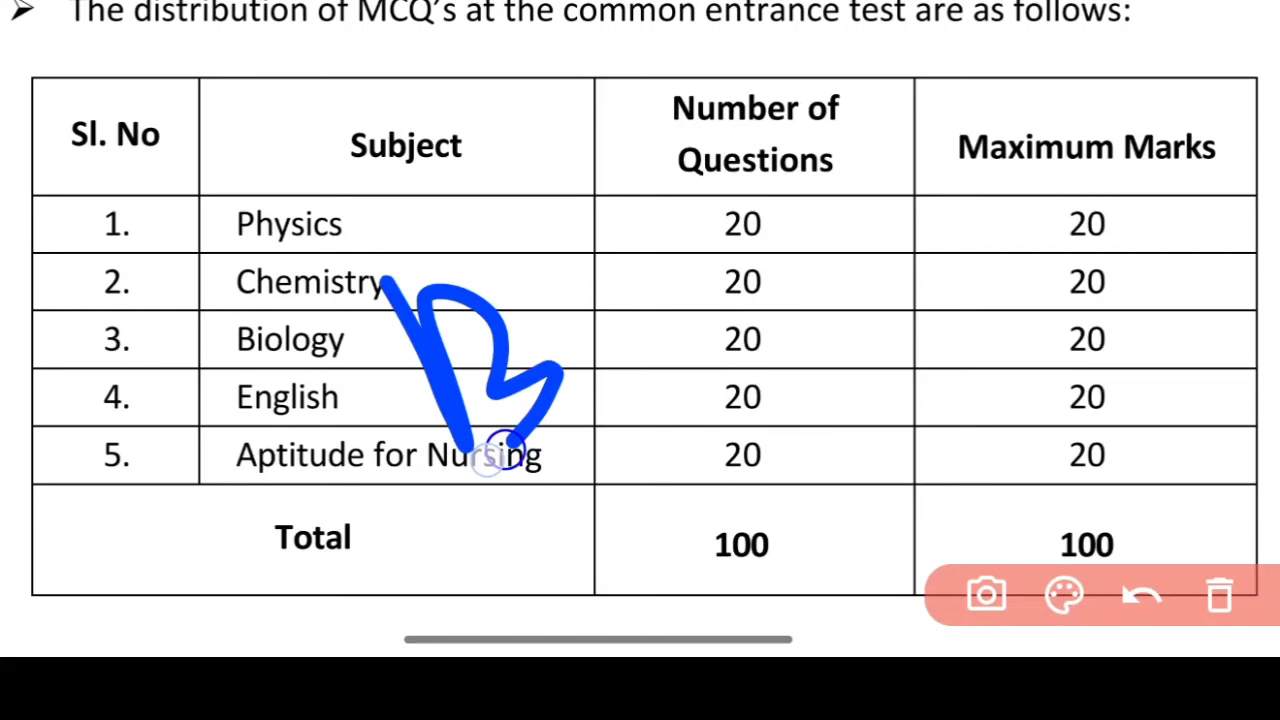 ➢ The distribution of MCQ's at the common entrance test are as follows:
Sl. No Subject Number of Questions Maximum Marks
1. Physics 20 20
2. Chemistry 20 20
3. Biology 20 20
4. English 20 20
5. Aptitude for Nursing 20 20
Total 100 100
B